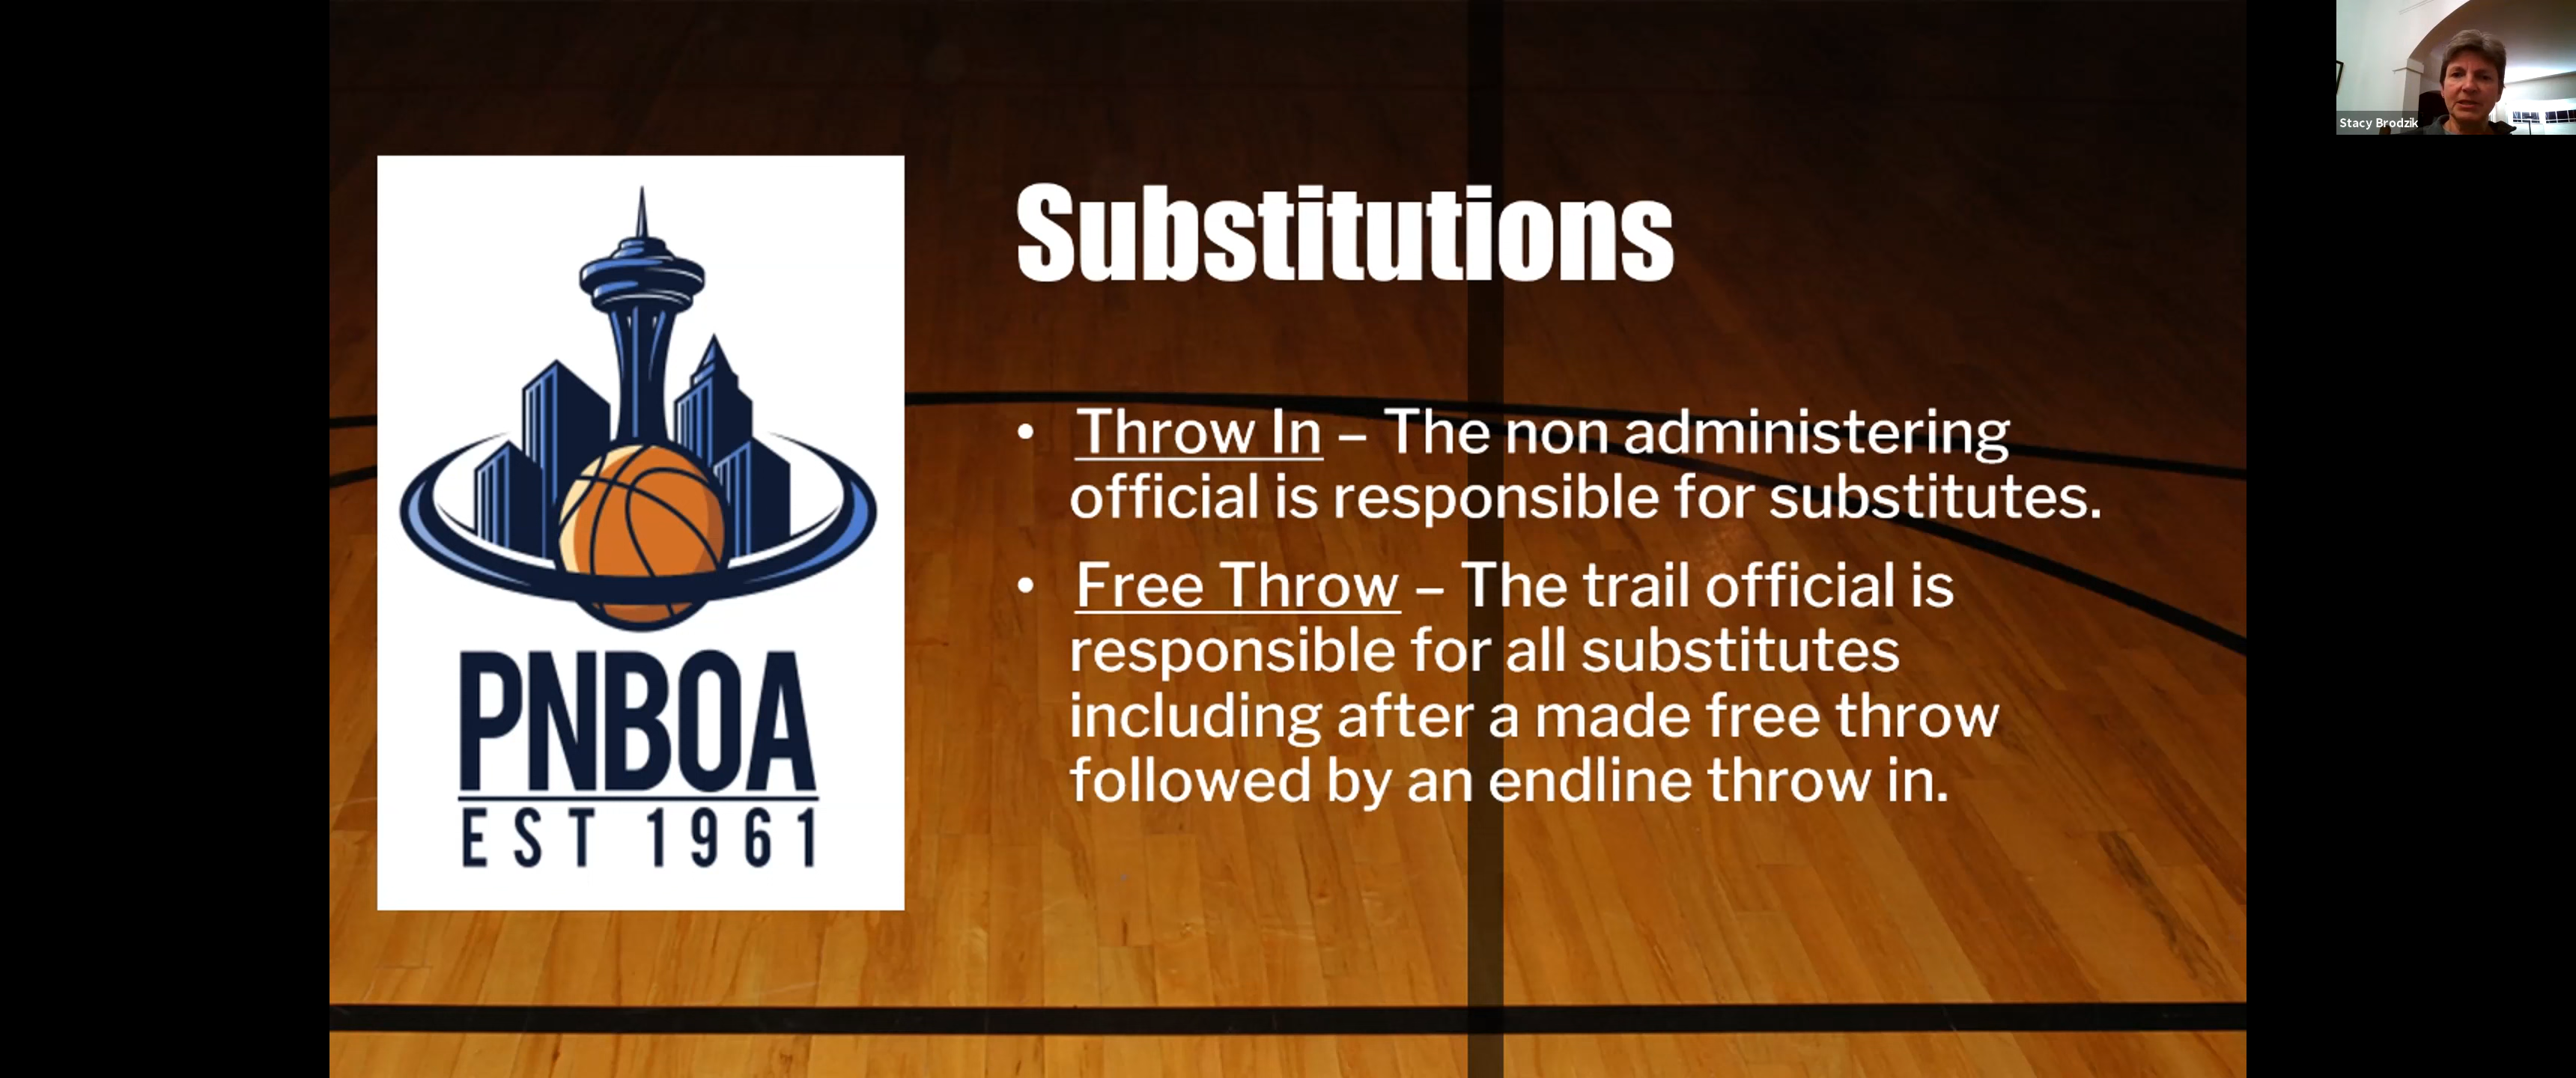 Stacy Brodzik
Substitutions
• Throw In – The non administering
official is responsible for substitutes.
• Free Throw – The trail official is
responsible for all substitutes
including after a made free throw
followed by an endline throw in.
PNBOA
EST 1961